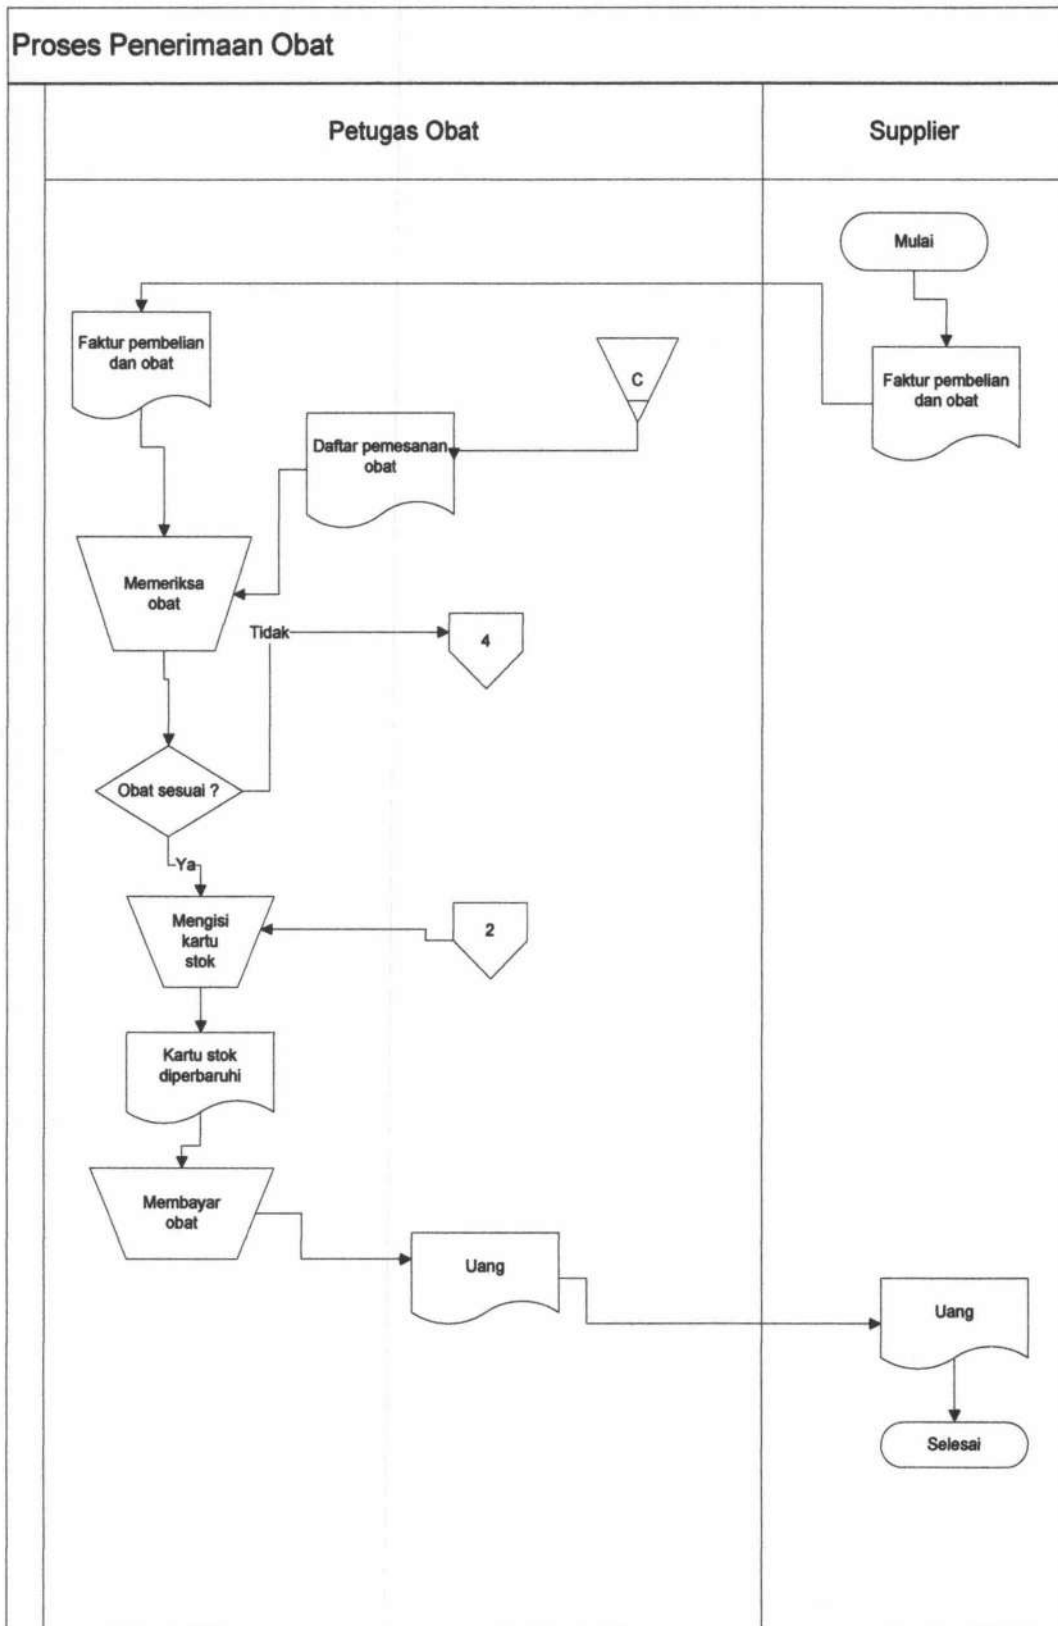 Proses Penerimaan Obat
Petugas Obat
Supplier
Mulai
Faktur pembelian
dan obat
C
Faktur pembelian
dan obat
Daftar pemesanan
obat
Memeriksa
obat
Tidak
4
Obat sesuai ?
Ya
Mengisi
kartu
stok
2
Kartu stok
diperbaruhi
Membayar
obat
Uang
Uang
Selesai